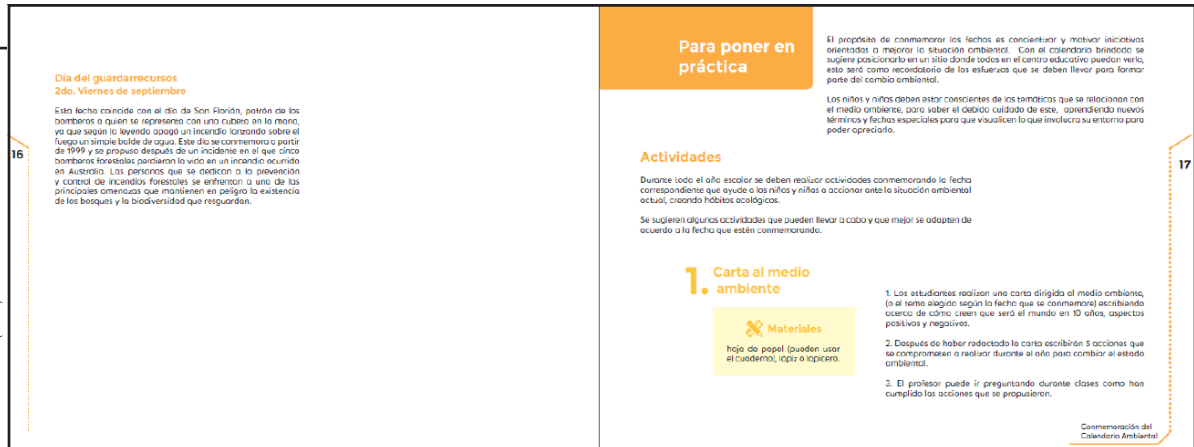 Día del guardarrecursos
2do. Viernes de septiembre
Esta fecha coincide con el día de San Florián, patrón de los
bomberos a quien se representa con una cubeta en la mano,
ya que según la leyenda apagó un incendio lanzando sobre el
fuego un simple balde de agua. Este día se conmemora a partir
de 1999 y se propuso después de un incidente en el que cinco
bomberos forestales perdieron la vida en un incendio ocurrido
en Australia. Las personas que se dedican a la prevención
y control de incendios forestales se enfrentan a una de las
principales amenazas que mantienen en peligro la existencia
de los bosques y la biodiversidad que resguardan.
16
Para poner en
práctica
El propósito de conmemorar las fechas es concientizar y motivar iniciativas
orientadas a mejorar la situación ambiental. Con el calendario brindado se
sugiere posicionarlo en un sitio donde todos en el centro educativo puedan verlo,
esto será como recordatorio de los esfuerzos que se deben llevar para formar
parte del cambio ambiental.
Los niños y niñas deben estar conscientes de las temáticas que se relacionan con
el medio ambiente, para saber el debido cuidado de este, aprendiendo nuevos
términos y fechas especiales para que visualicen lo que involucra su entorno para
poder apreciarlo.
Actividades
Durante todo el año escolar se deben realizar actividades conmemorando la fecha
correspondiente que ayude a los niños y niñas a accionar ante la situación ambiental
actual, creando hábitos ecológicos.
Se sugieren algunas actividades que pueden llevar a cabo y que mejor se adapten de
acuerdo a la fecha que estén conmemorando.
1. Carta al medio
ambiente
Materiales
hoja de papel (pueden usar
el cuaderno), lápiz o lapicero.
1. Los estudiantes realizan una carta dirigida al medio ambiente,
(o el tema elegido según la fecha que se conmemore) escribiendo
acerca de cómo creen que será el mundo en 10 años, aspectos
positivos y negativos.
2. Después de haber redactado la carta escribirán 5 acciones que
se comprometen a realizar durante el año para cambiar el estado
ambiental.
3. El profesor puede ir preguntando durante clases como han
cumplido las acciones que se propusieron.
17
Conmemoración del
Calendario Ambiental